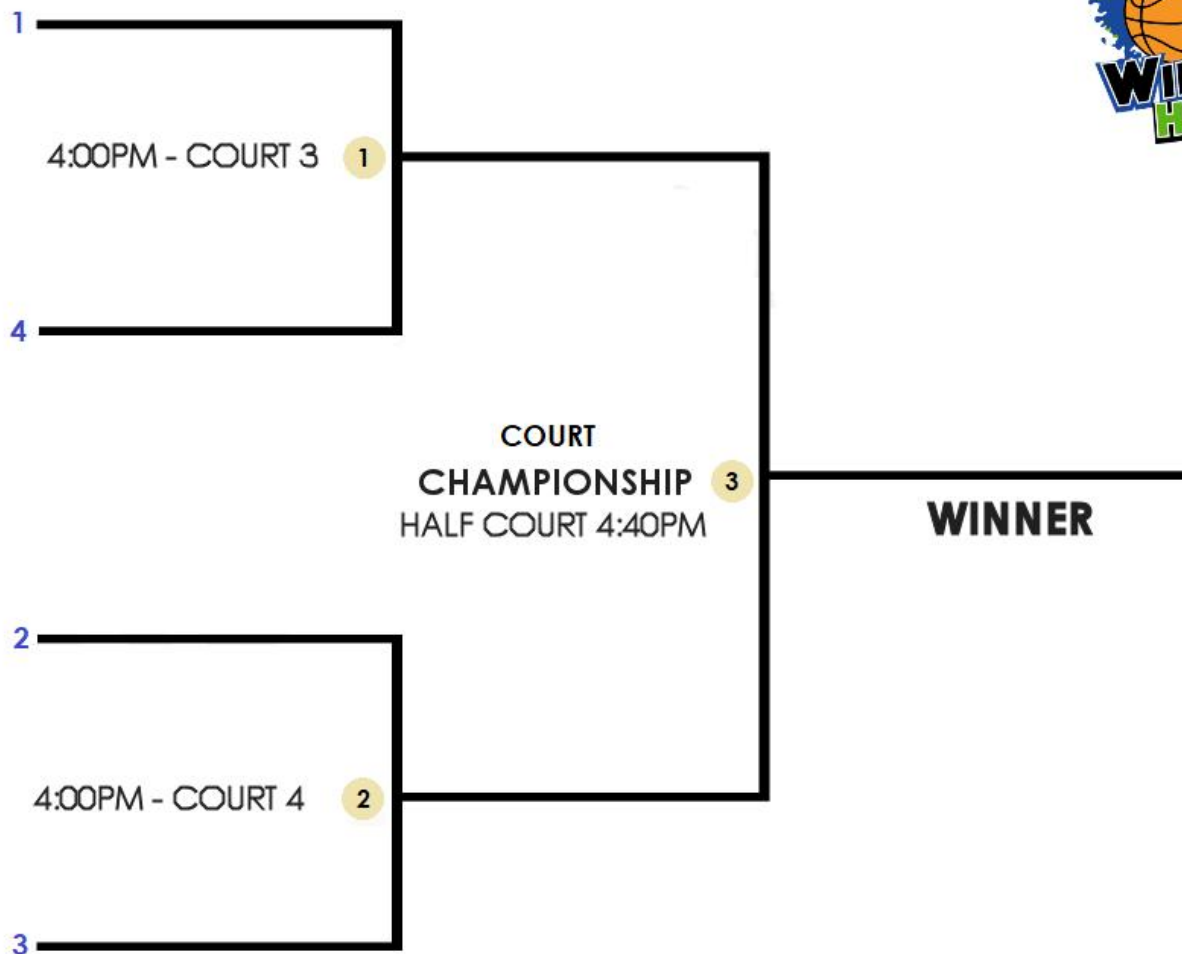 1
4:00PM - COURT 3 1
4
COURT
CHAMPIONSHIP 3
HALF COURT 4:40PM
WINNER
2
4:00PM - COURT 4 2
3